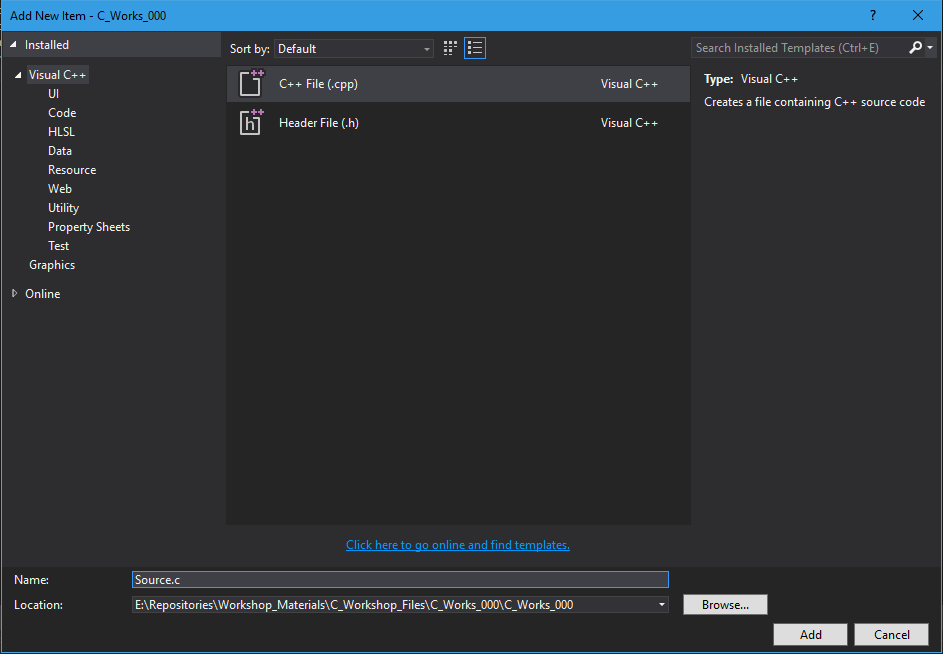 Add New Item - C_Works_000
?
Installed
Visual C++
UI
Code
HLSL
Data
Resource
Web
Utility
Property Sheets
Test
Graphics
Online
Sort by: Default
Search Installed Templates (Ctrl+E)
C++ File (.cpp) Visual C++
Header File (.h) Visual C++
Type: Visual C++
Creates a file containing C++ source code
Click here to go online and find templates.
Name: Source.c
Location: E:\Repositories\Workshop_Materials\C_Workshop_Files\C_Works_000\C_Works_000
Browse...
Add Cancel